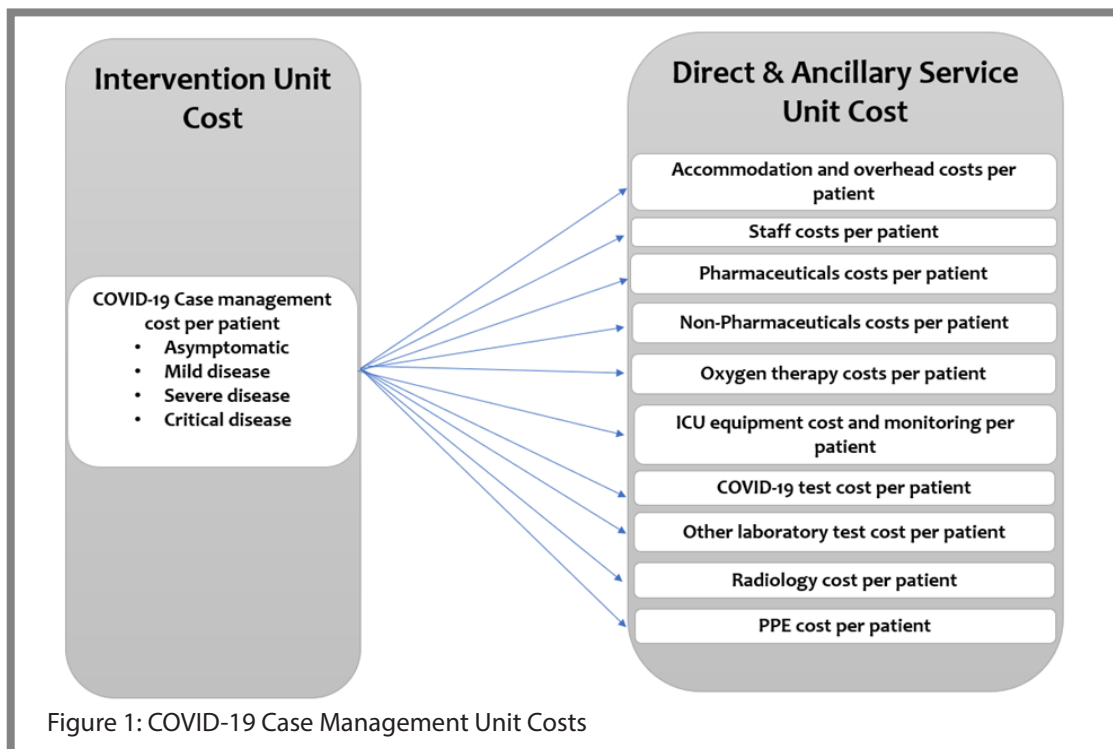 Intervention Unit
Cost
COVID-19 Case management
cost per patient
• Asymptomatic
• Mild disease
• Severe disease
• Critical disease
Direct & Ancillary Service
Unit Cost
Accommodation and overhead costs per
patient
Staff costs per patient
Pharmaceuticals costs per patient
Non-Pharmaceuticals costs per patient
Oxygen therapy costs per patient
ICU equipment cost and monitoring per
patient
COVID-19 test cost per patient
Other laboratory test cost per patient
Radiology cost per patient
PPE cost per patient
Figure 1: COVID-19 Case Management Unit Costs